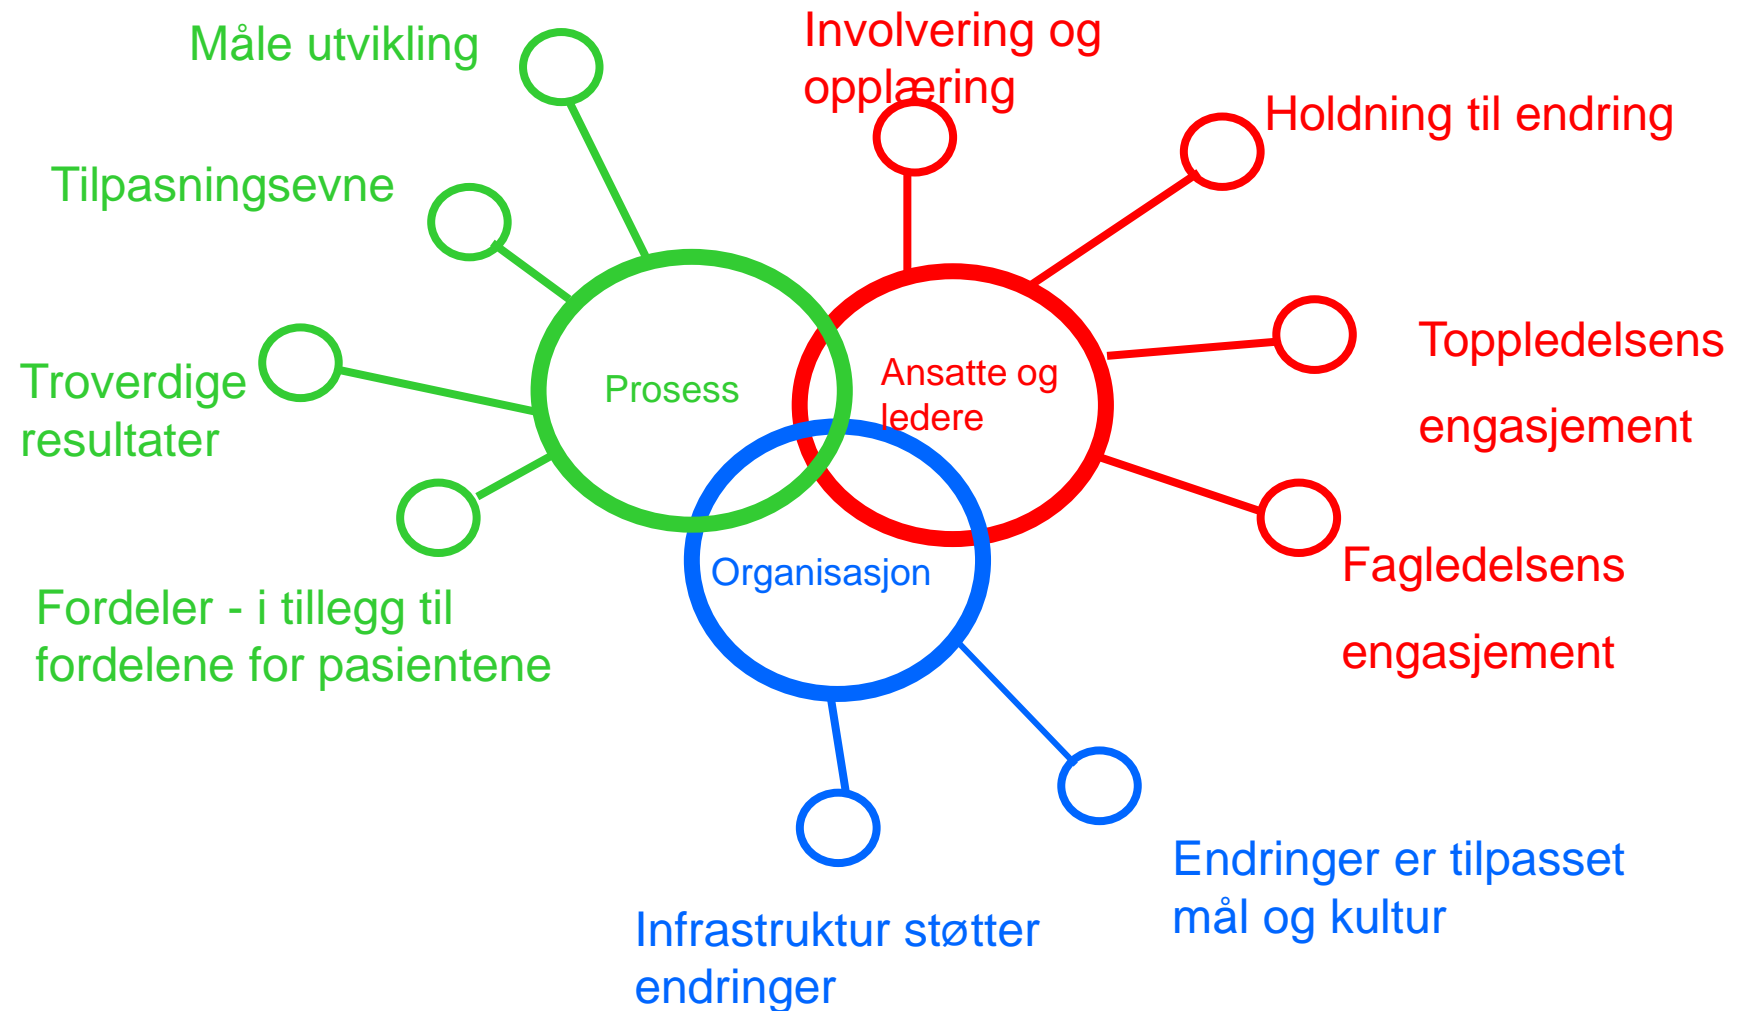 Måle utvikling
Involvering og
opplæring
Holdning til endring
Tilpasningsevne
Troverdige
resultater
Prosess
Ansatte og
ledere
Toppledelsens
engasjement
Organisasjon
Fordeler - i tillegg til
fordelene for pasientene
Fagledelsens
engasjement
Infrastruktur støtter
endringer
Endringer er tilpasset
mål og kultur